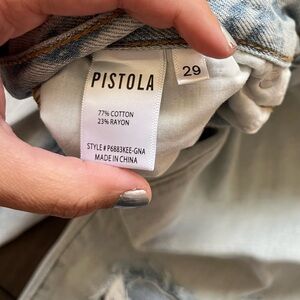 PISTOLA
29
77% COTTON
23% RAYON
STYLE # P6883KEE-GNA
MADE IN CHINA